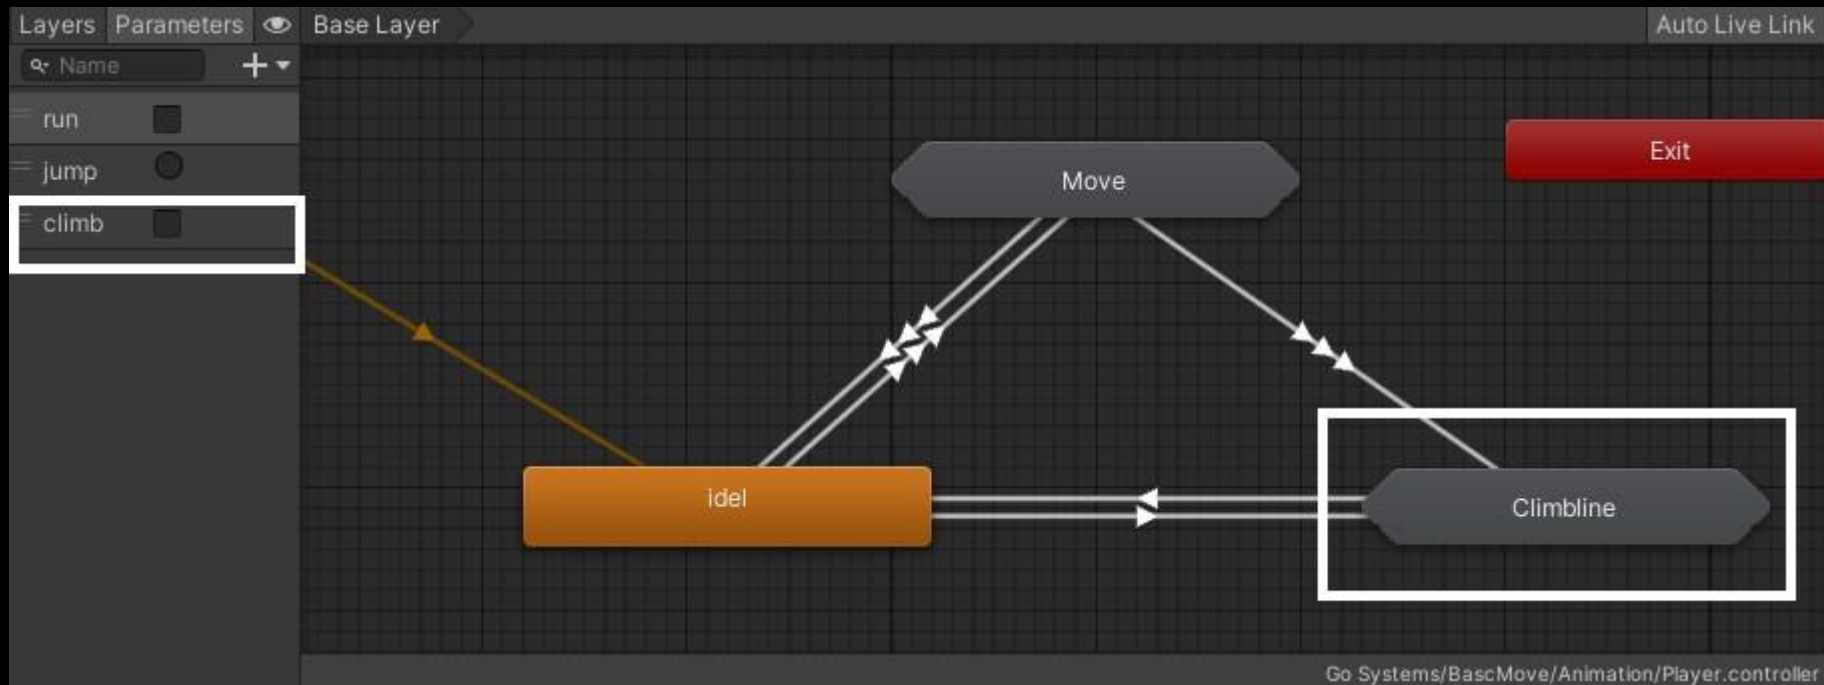 Layers Parameters Base Layer Auto Live Link
Name
run
jump
climb
Move
Exit
idel
Climbline
Go Systems/BascMove/Animation/Player.controller